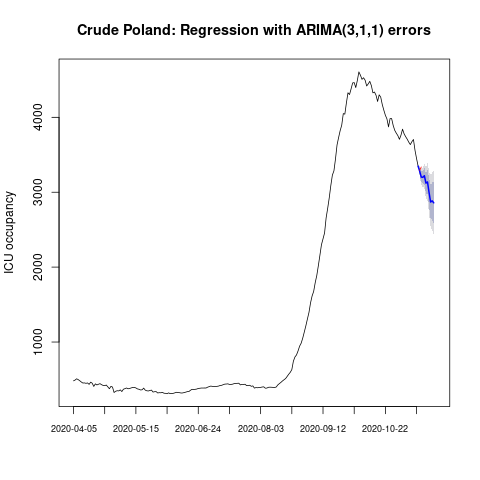 Crude Poland: Regression with ARIMA(3,1,1) errors
ICU occupancy
4000
3000
2000
1000
2020-04-05 2020-05-15 2020-06-24 2020-08-03 2020-09-12 2020-10-22